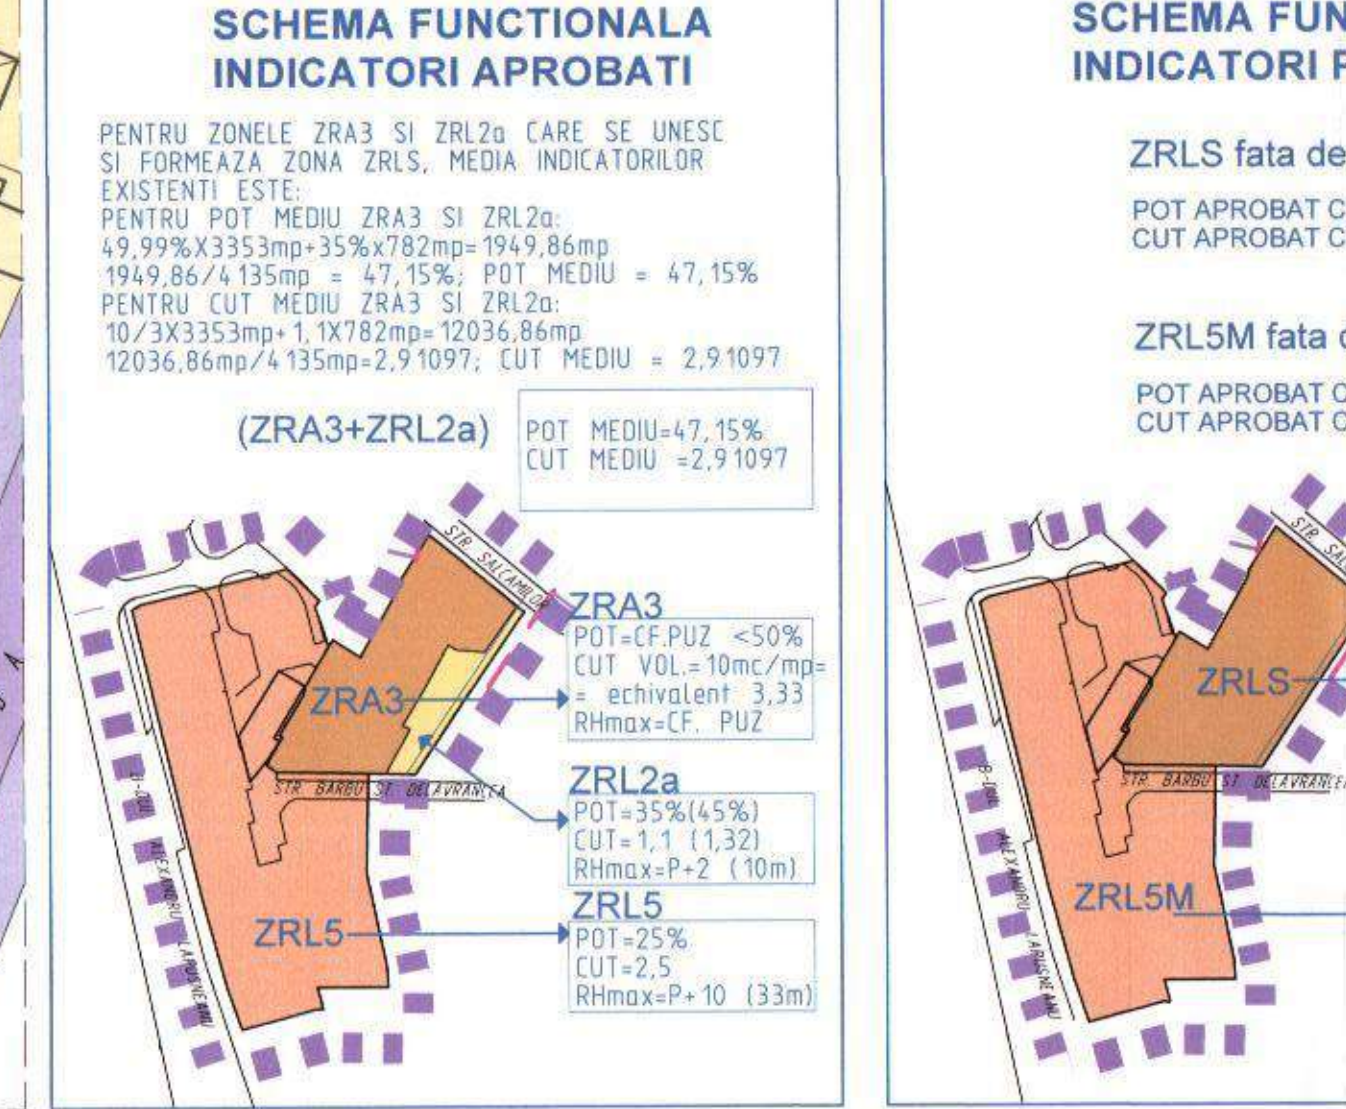 SCHEMA FUNCTIONALA
INDICATORI APROBATI
PENTRU ZONELE ZRA3 SI ZRL2a CARE SE UNESC
SI FORMEAZA ZONA ZRLS, MEDIA INDICATORILOR
EXISTENTI ESTE:
PENTRU POT MEDIU ZRA3 SI ZRL2a:
49,99%X3353mp+35%x782mp=1949,86mp
1949,86/4135mp = 47,15%; POT MEDIU = 47,15%
PENTRU CUT MEDIU ZRA3 SI ZRL2a:
10/3X3353mp+1,1X782mp=12036,86mp
12036,86mp/4135mp=2,91097; CUT MEDIU = 2,91097
(ZRA3+ZRL2a)
POT MEDIU=47,15%
CUT MEDIU =2,91097
STR. SALCAMILOR
ZRA3
ZRA3
POT=CF.PUZ <50%
CUT VOL.=10mc/mp=
= echivalent 3,33
RHmax=CF. PUZ
ZRL2a
POT=35%(45%)
CUT=1,1 (1,32)
RHmax=P+2 (10m)
STR. BARBU ST. DELAVRANCEA
B-DUL ALEXANDRU LAPUSNEANU
ZRL5
ZRL5
POT=25%
CUT=2,5
RHmax=P+10 (33m)
SCHEMA FUN
INDICATORI
ZRLS fata de
POT APROBAT C
CUT APROBAT C
ZRL5M fata
POT APROBAT
CUT APROBAT
STR. SAL
ZRLS
STR. BARBU ST. DELAVRANCE
B-DUL ALEXANDRU LAPUSNEANU
ZRL5M